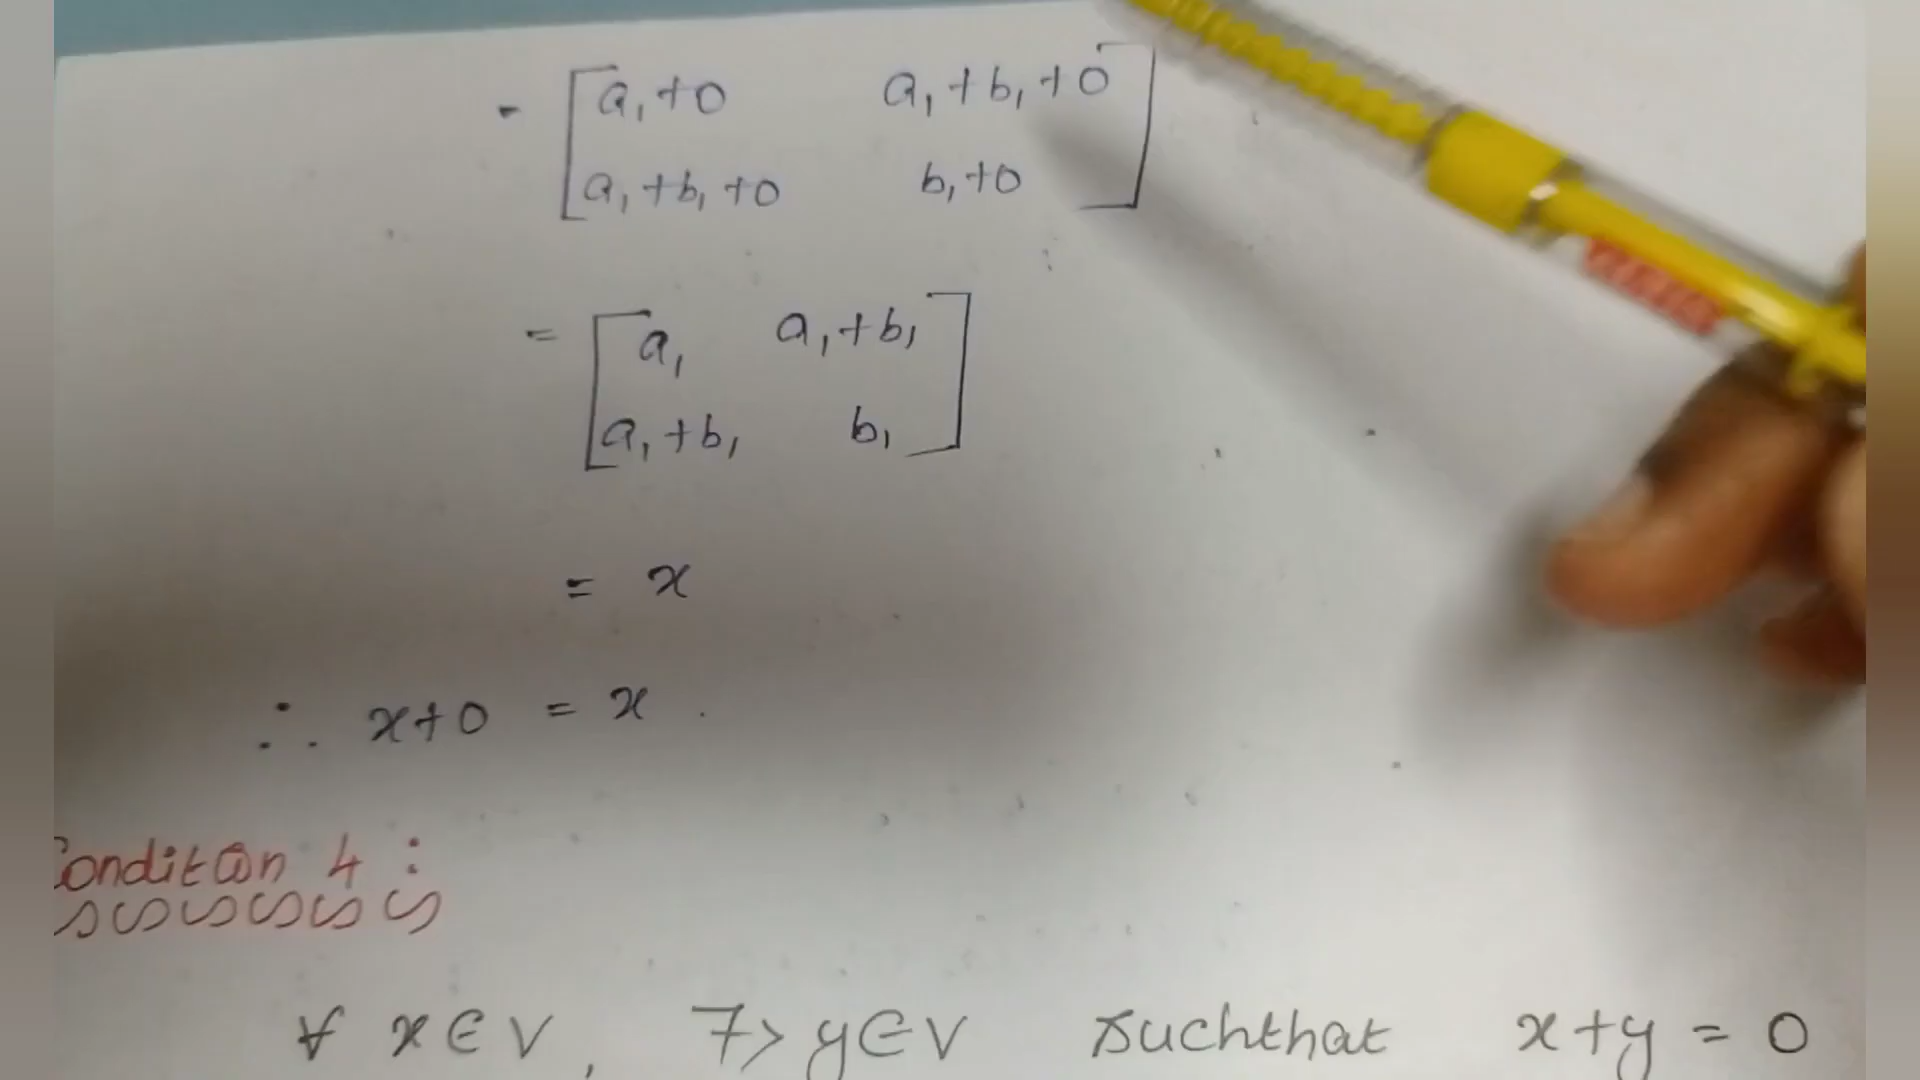 = [ a₁+0 a₁+b₁+0
a₁+b₁+0 b₁+0 ]
= [ a₁ a₁+b₁
a₁+b₁ b₁ ]
= x
∴ x+0 = x .
Condition 4 :
∀ x∈V, ∃ y∈V suchthat x+y = 0